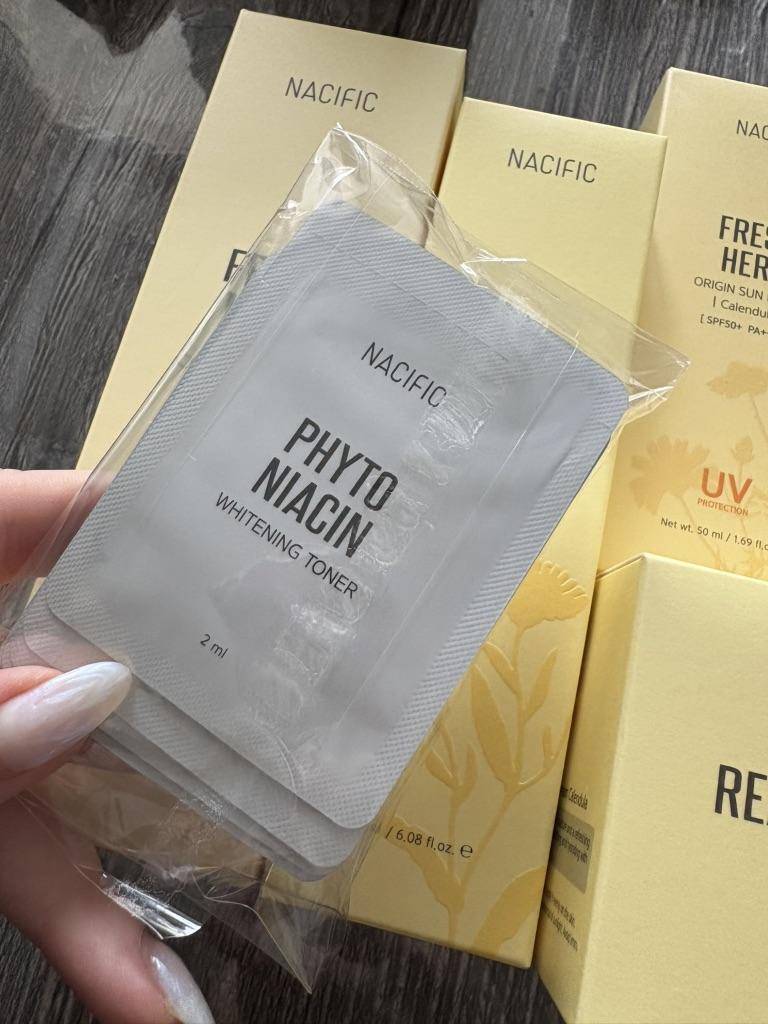 NACIFIC
NACIFIC
FRES
HER
ORIGIN SUN
| Calendul
[ SPF50+ PA+
UV
PROTECTION
Net wt. 50 ml / 1.69 fl.o
NACIFIC
PHYTO
NIACIN
WHITENING TONER
2 ml
/ 6.08 fl.oz. ℮
Calendula
RE